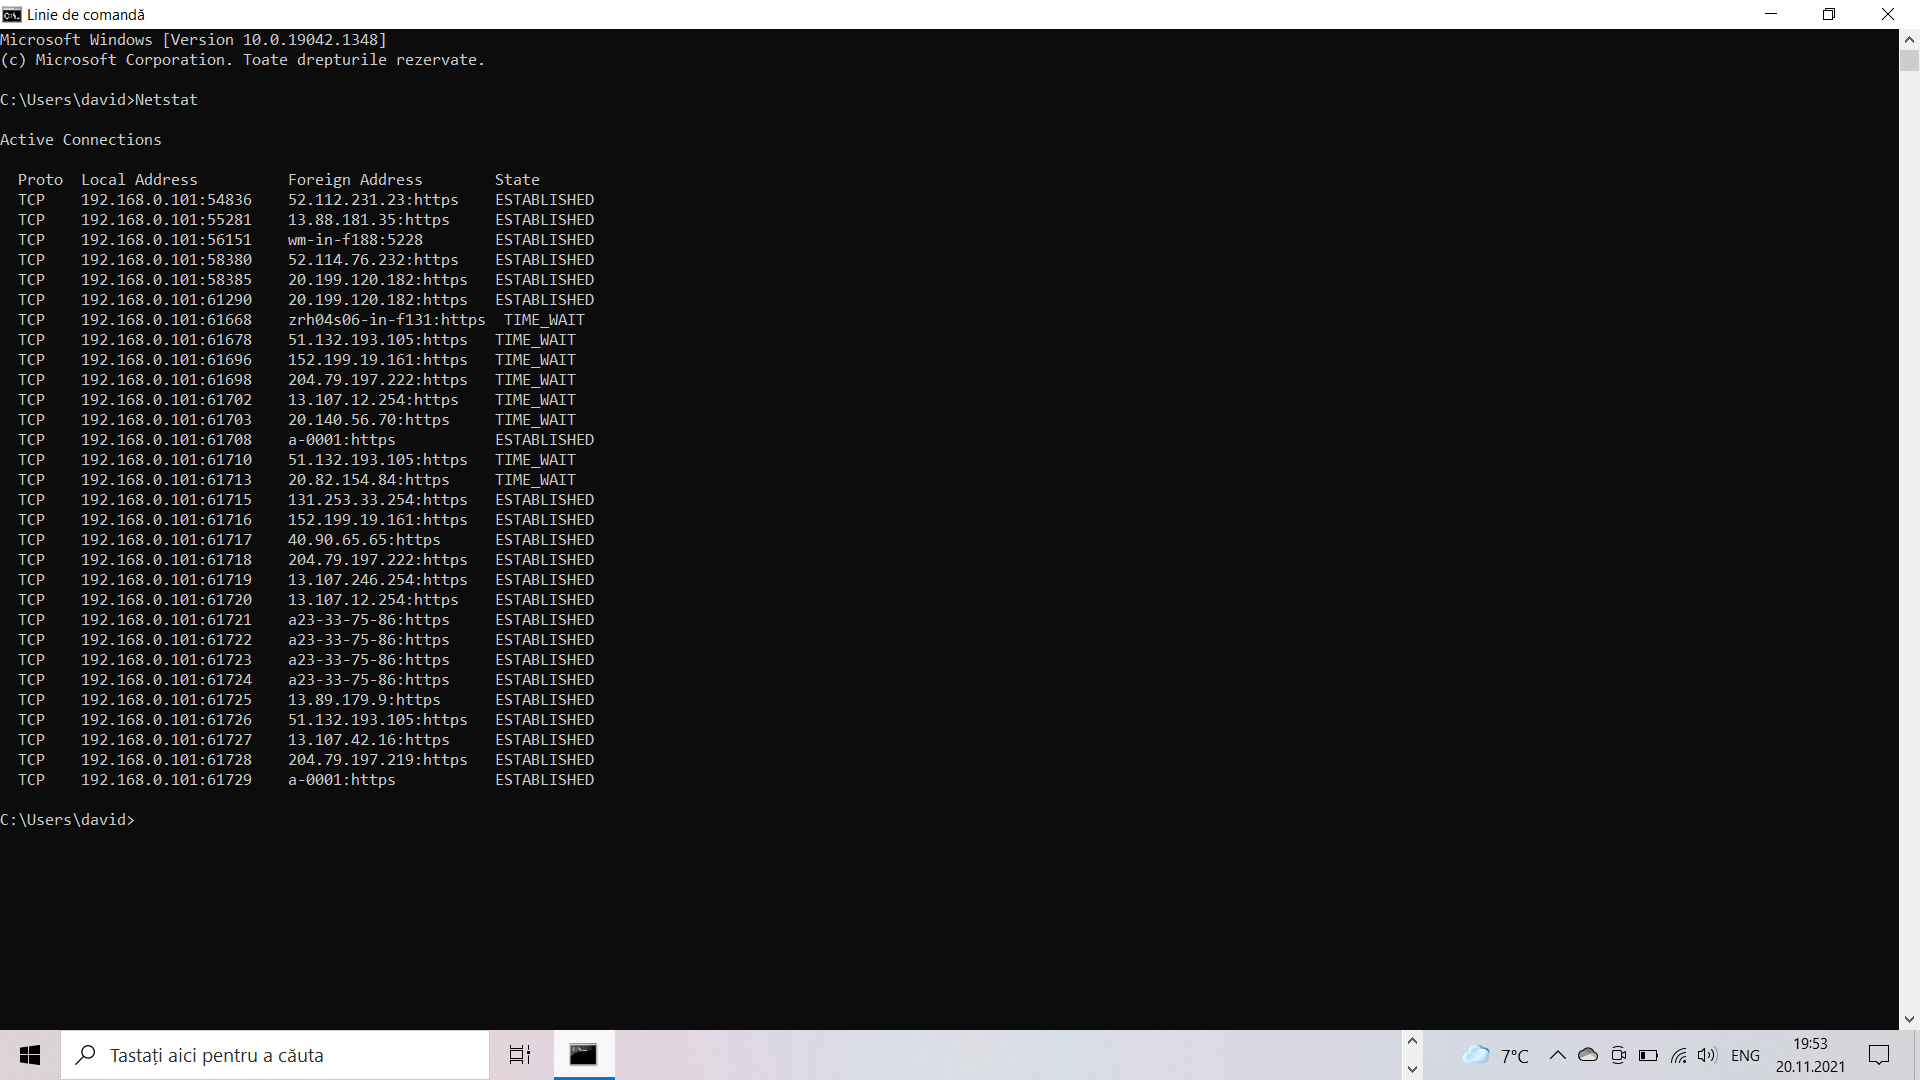 Linie de comandă
Microsoft Windows [Version 10.0.19042.1348]
(c) Microsoft Corporation. Toate drepturile rezervate.
C:\Users\david>Netstat
Active Connections
Proto  Local Address          Foreign Address        State
TCP    192.168.0.101:54836    52.112.231.23:https    ESTABLISHED
TCP    192.168.0.101:55281    13.88.181.35:https     ESTABLISHED
TCP    192.168.0.101:56151    wm-in-f188:5228        ESTABLISHED
TCP    192.168.0.101:58380    52.114.76.232:https    ESTABLISHED
TCP    192.168.0.101:58385    20.199.120.182:https   ESTABLISHED
TCP    192.168.0.101:61290    20.199.120.182:https   ESTABLISHED
TCP    192.168.0.101:61668    zrh04s06-in-f131:https  TIME_WAIT
TCP    192.168.0.101:61678    51.132.193.105:https   TIME_WAIT
TCP    192.168.0.101:61696    152.199.19.161:https   TIME_WAIT
TCP    192.168.0.101:61698    204.79.197.222:https   TIME_WAIT
TCP    192.168.0.101:61702    13.107.12.254:https    TIME_WAIT
TCP    192.168.0.101:61703    20.140.56.70:https     TIME_WAIT
TCP    192.168.0.101:61708    a-0001:https           ESTABLISHED
TCP    192.168.0.101:61710    51.132.193.105:https   TIME_WAIT
TCP    192.168.0.101:61713    20.82.154.84:https     TIME_WAIT
TCP    192.168.0.101:61715    131.253.33.254:https   ESTABLISHED
TCP    192.168.0.101:61716    152.199.19.161:https   ESTABLISHED
TCP    192.168.0.101:61717    40.90.65.65:https      ESTABLISHED
TCP    192.168.0.101:61718    204.79.197.222:https   ESTABLISHED
TCP    192.168.0.101:61719    13.107.246.254:https   ESTABLISHED
TCP    192.168.0.101:61720    13.107.12.254:https    ESTABLISHED
TCP    192.168.0.101:61721    a23-33-75-86:https     ESTABLISHED
TCP    192.168.0.101:61722    a23-33-75-86:https     ESTABLISHED
TCP    192.168.0.101:61723    a23-33-75-86:https     ESTABLISHED
TCP    192.168.0.101:61724    a23-33-75-86:https     ESTABLISHED
TCP    192.168.0.101:61725    13.89.179.9:https      ESTABLISHED
TCP    192.168.0.101:61726    51.132.193.105:https   ESTABLISHED
TCP    192.168.0.101:61727    13.107.42.16:https     ESTABLISHED
TCP    192.168.0.101:61728    204.79.197.219:https   ESTABLISHED
TCP    192.168.0.101:61729    a-0001:https           ESTABLISHED
C:\Users\david>
Tastați aici pentru a căuta
7°C
ENG
19:53
20.11.2021